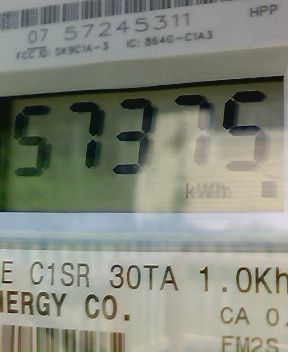 HPP
07 57245311
FCC ID: SK9C1A-3 IC: 864G-C1A3
57375
kWh
E C1SR 30TA 1.0Kh
NERGY CO.
CA 0.
FM2S